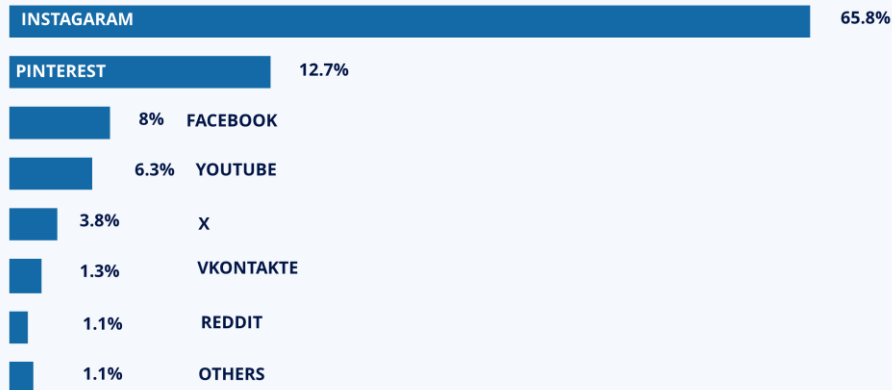 INSTAGARAM 65.8%
PINTEREST 12.7%
8% FACEBOOK
6.3% YOUTUBE
3.8% X
1.3% VKONTAKTE
1.1% REDDIT
1.1% OTHERS